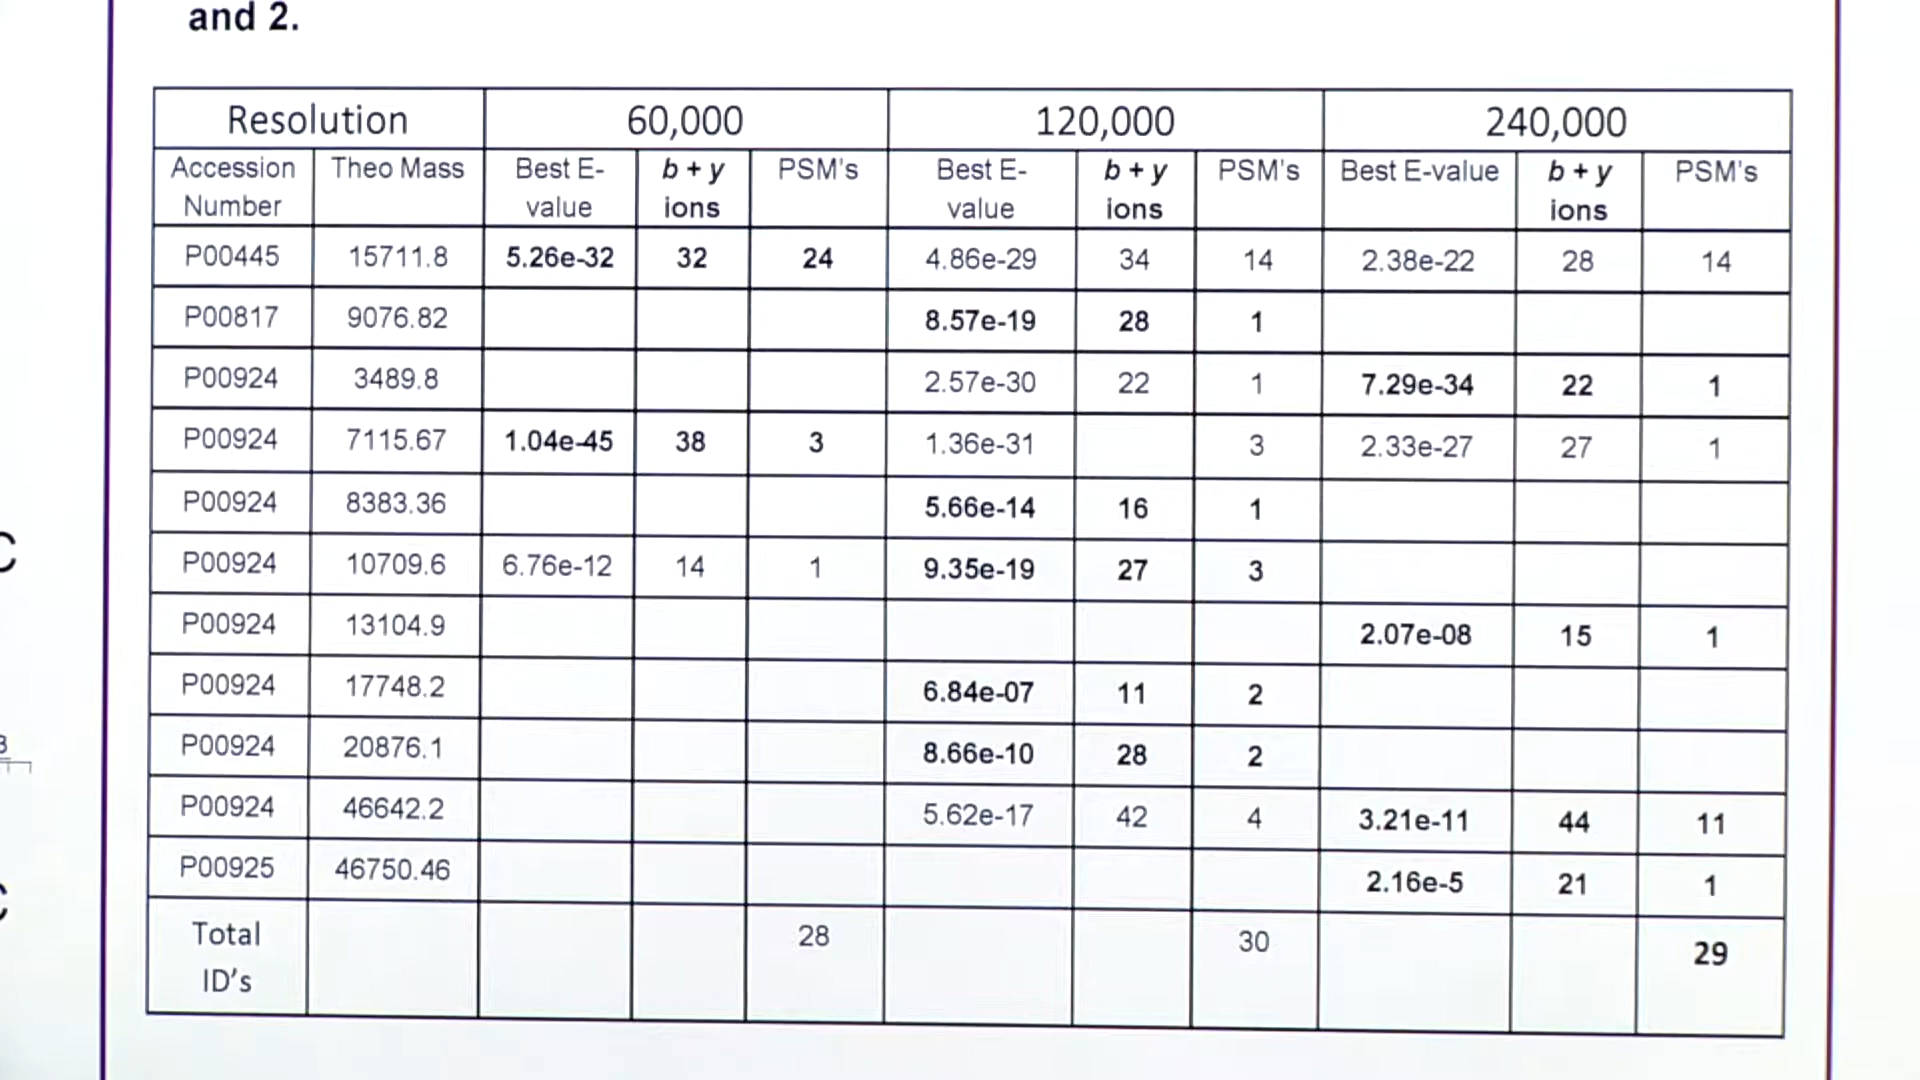 and 2.
Resolution 60,000 120,000 240,000
Accession Number Theo Mass Best E-value b + y ions PSM's Best E-value b + y ions PSM's Best E-value b + y ions PSM's
P00445 15711.8 5.26e-32 32 24 4.86e-29 34 14 2.38e-22 28 14
P00817 9076.82 8.57e-19 28 1
P00924 3489.8 2.57e-30 22 1 7.29e-34 22 1
P00924 7115.67 1.04e-45 38 3 1.36e-31 3 2.33e-27 27 1
P00924 8383.36 5.66e-14 16 1
P00924 10709.6 6.76e-12 14 1 9.35e-19 27 3
P00924 13104.9 2.07e-08 15 1
P00924 17748.2 6.84e-07 11 2
P00924 20876.1 8.66e-10 28 2
P00924 46642.2 5.62e-17 42 4 3.21e-11 44 11
P00925 46750.46 2.16e-5 21 1
Total ID's 28 30 29